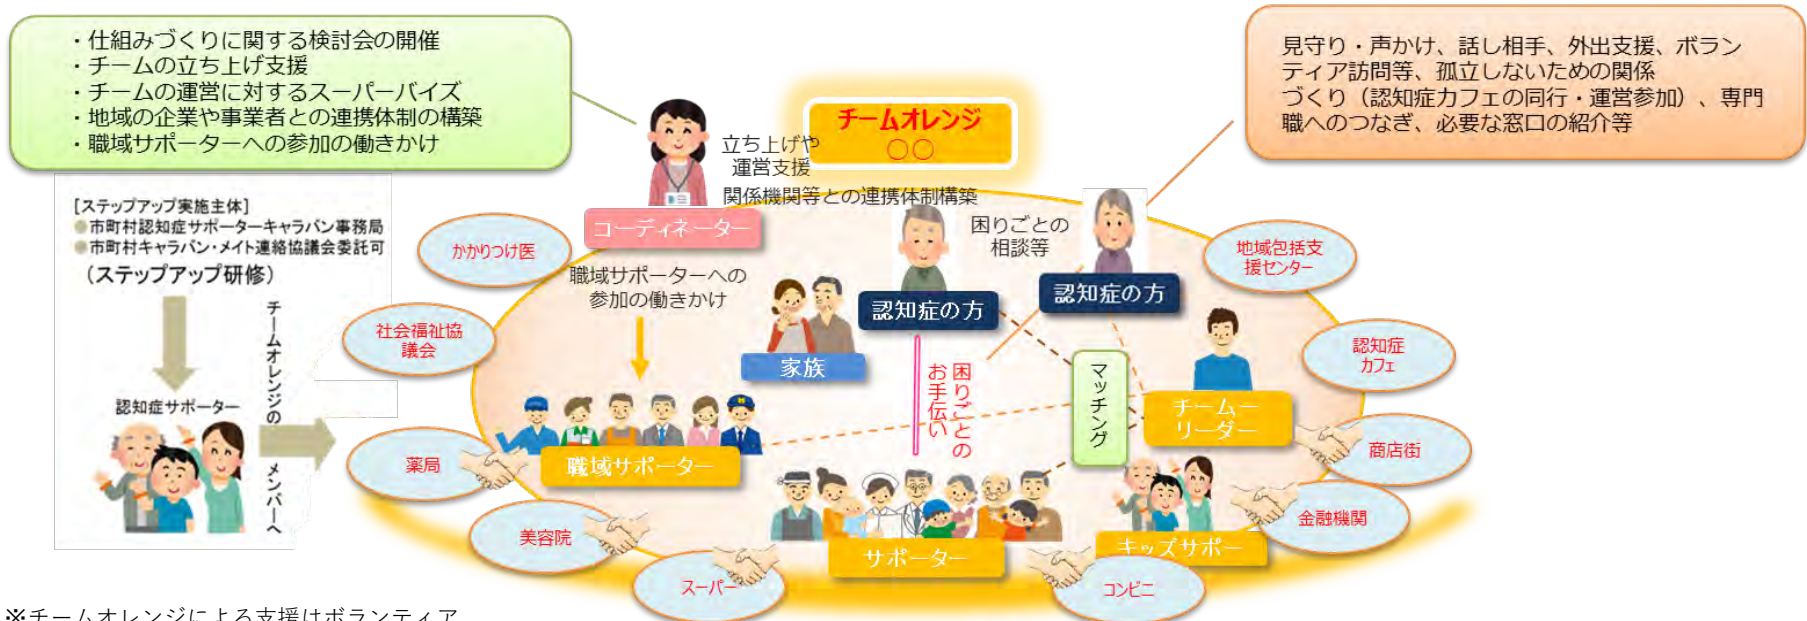 ・仕組みづくりに関する検討会の開催
・チームの立ち上げ支援
・チームの運営に対するスーパーバイズ
・地域の企業や事業者との連携体制の構築
・職域サポーターへの参加の働きかけ
見守り・声かけ、話し相手、外出支援、ボラン
ティア訪問等、孤立しないための関係
づくり（認知症カフェの同行・運営参加）、専門
職へのつなぎ、必要な窓口の紹介等
チームオレンジ
〇〇
立ち上げや
運営支援
関係機関等との連携体制構築
コーディネーター
職域サポーターへの
参加の働きかけ
困りごとの
相談等
認知症の方
認知症の方
家族
[ステップアップ実施主体]
●市町村認知症サポーターキャラバン事務局
●市町村キャラバン・メイト連絡協議会委託可
（ステップアップ研修）
認知症サポーター
チームオレンジの
メンバーへ
かかりつけ医
社会福祉協
議会
薬局
美容院
スーパー
コンビニ
金融機関
商店街
認知症
カフェ
地域包括支
援センター
職域サポーター
困りごとの
お手伝い
マッチング
チームー
リーダー
サポーター
キッズサポー
※チームオレンジによる支援はボランティア